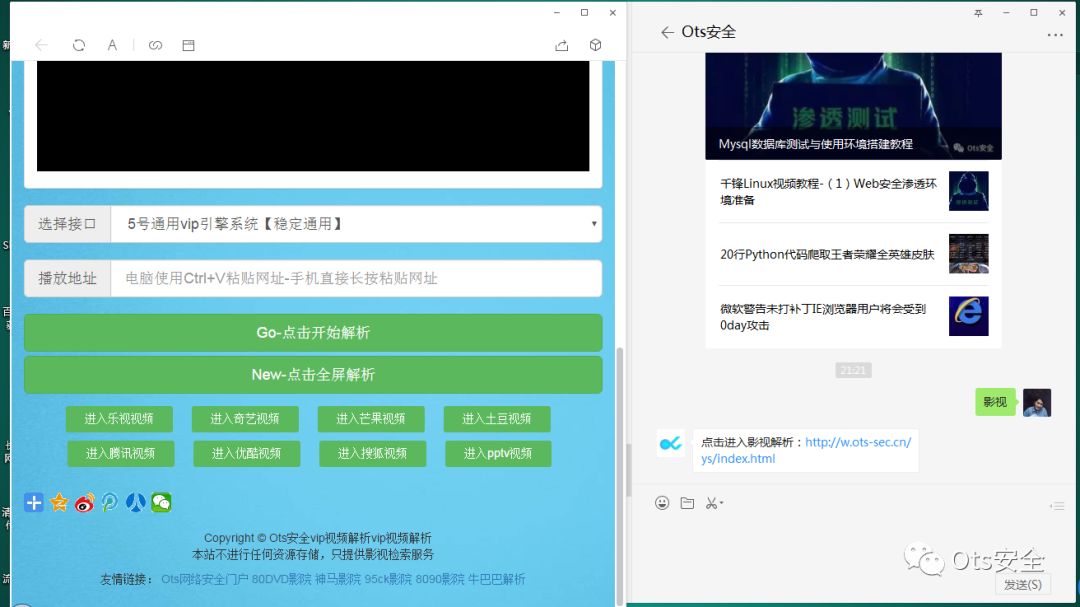 选择接口
5号通用vip引擎系统【稳定通用】
播放地址
电脑使用Ctrl+V粘贴网址-手机直接长按粘贴网址
Go-点击开始解析
New-点击全屏解析
进入乐视视频
进入奇艺视频
进入芒果视频
进入土豆视频
进入腾讯视频
进入优酷视频
进入搜狐视频
进入pptv视频
Copyright © Ots安全vip视频解析vip视频解析
本站不进行任何资源存储，只提供影视检索服务
友情链接： Ots网络安全门户 80DVD影院 神马影院 95ck影院 8090影院 牛巴巴解析
Ots安全
渗透测试
Mysql数据库测试与使用环境搭建教程
Ots安全
千锋Linux视频教程-（1）Web安全渗透环
境准备
20行Python代码爬取王者荣耀全英雄皮肤
微软警告未打补丁IE浏览器用户将会受到
0day攻击
21:21
影视
点击进入影视解析：http://w.ots-sec.cn/
ys/index.html
Ots安全
发送(S)